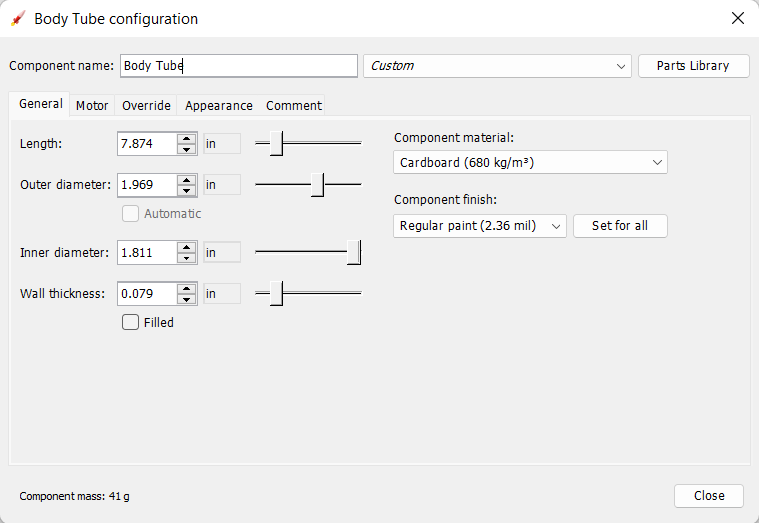 Body Tube configuration
Component name: Body Tube Custom Parts Library
General Motor Override Appearance Comment
Length: 7.874 in
Component material:
Cardboard (680 kg/m³)
Outer diameter: 1.969 in
Automatic
Component finish:
Regular paint (2.36 mil) Set for all
Inner diameter: 1.811 in
Wall thickness: 0.079 in
Filled
Component mass: 41 g
Close